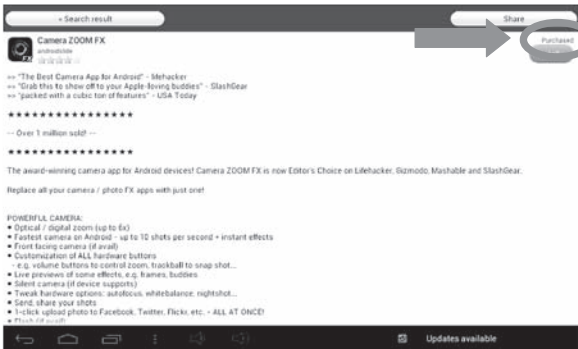 « Search result
Share
Camera ZOOM FX
androidslide
Purchased
»» "The Best Camera App for Android" - lifehacker
»» "Grab this to show off to your Apple-loving buddies" - SlashGear
»» "packed with a cubic ton of features" - USA Today
★★★★★★★★★★★★★★★★
-- Over 1 million sold! --
★★★★★★★★★★★★★★★★
The award-winning camera app for Android devices! Camera ZOOM FX is now Editor's Choice on Lifehacker, Gizmodo, Mashable and SlashGear.
Replace all your camera / photo FX apps with just one!
POWERFUL CAMERA:
• Optical / digital zoom (up to 6x)
• Fastest camera on Android - up to 10 shots per second + instant effects
• Front facing camera (if avail)
• Customization of ALL hardware buttons
- e.g. volume buttons to control zoom, trackball to snap shot...
• Live previews of some effects, e.g. frames, buddies
• Silent camera (if device supports)
• Tweak hardware options: autofocus, whitebalance, nightshot...
• Send, share your shots
• 1-click upload photo to Facebook, Twitter, Flickr, etc. - ALL AT ONCE!
• Flash (if avail)
Updates available